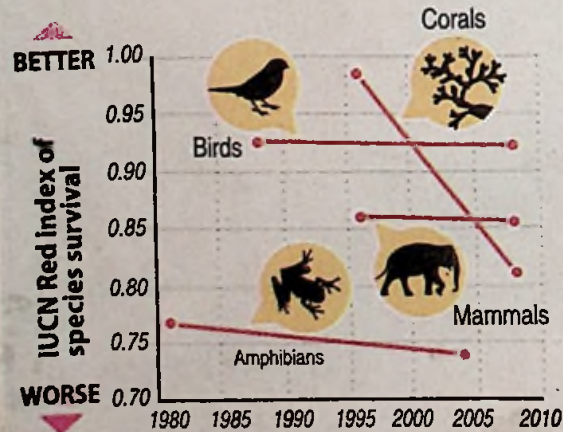 BETTER
IUCN Red index of
species survival
WORSE
1.00
0.95
0.90
0.85
0.80
0.75
0.70
Corals
Birds
Mammals
Amphibians
1980 1985 1990 1995 2000 2005 2010